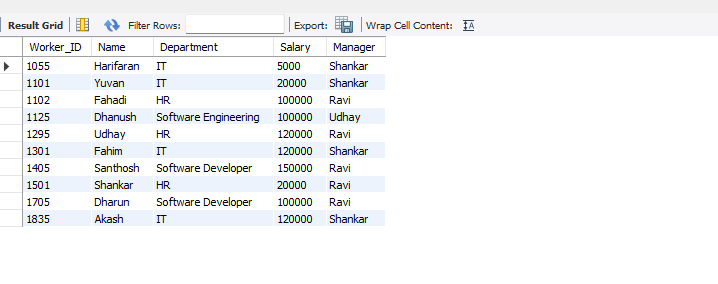 Result Grid Filter Rows: Export: Wrap Cell Content: IA
Worker_ID Name Department Salary Manager
1055 Harifaran IT 5000 Shankar
1101 Yuvan IT 20000 Shankar
1102 Fahadi HR 100000 Ravi
1125 Dhanush Software Engineering 100000 Udhay
1295 Udhay HR 120000 Ravi
1301 Fahim IT 120000 Shankar
1405 Santhosh Software Developer 150000 Ravi
1501 Shankar HR 20000 Ravi
1705 Dharun Software Developer 100000 Ravi
1835 Akash IT 120000 Shankar